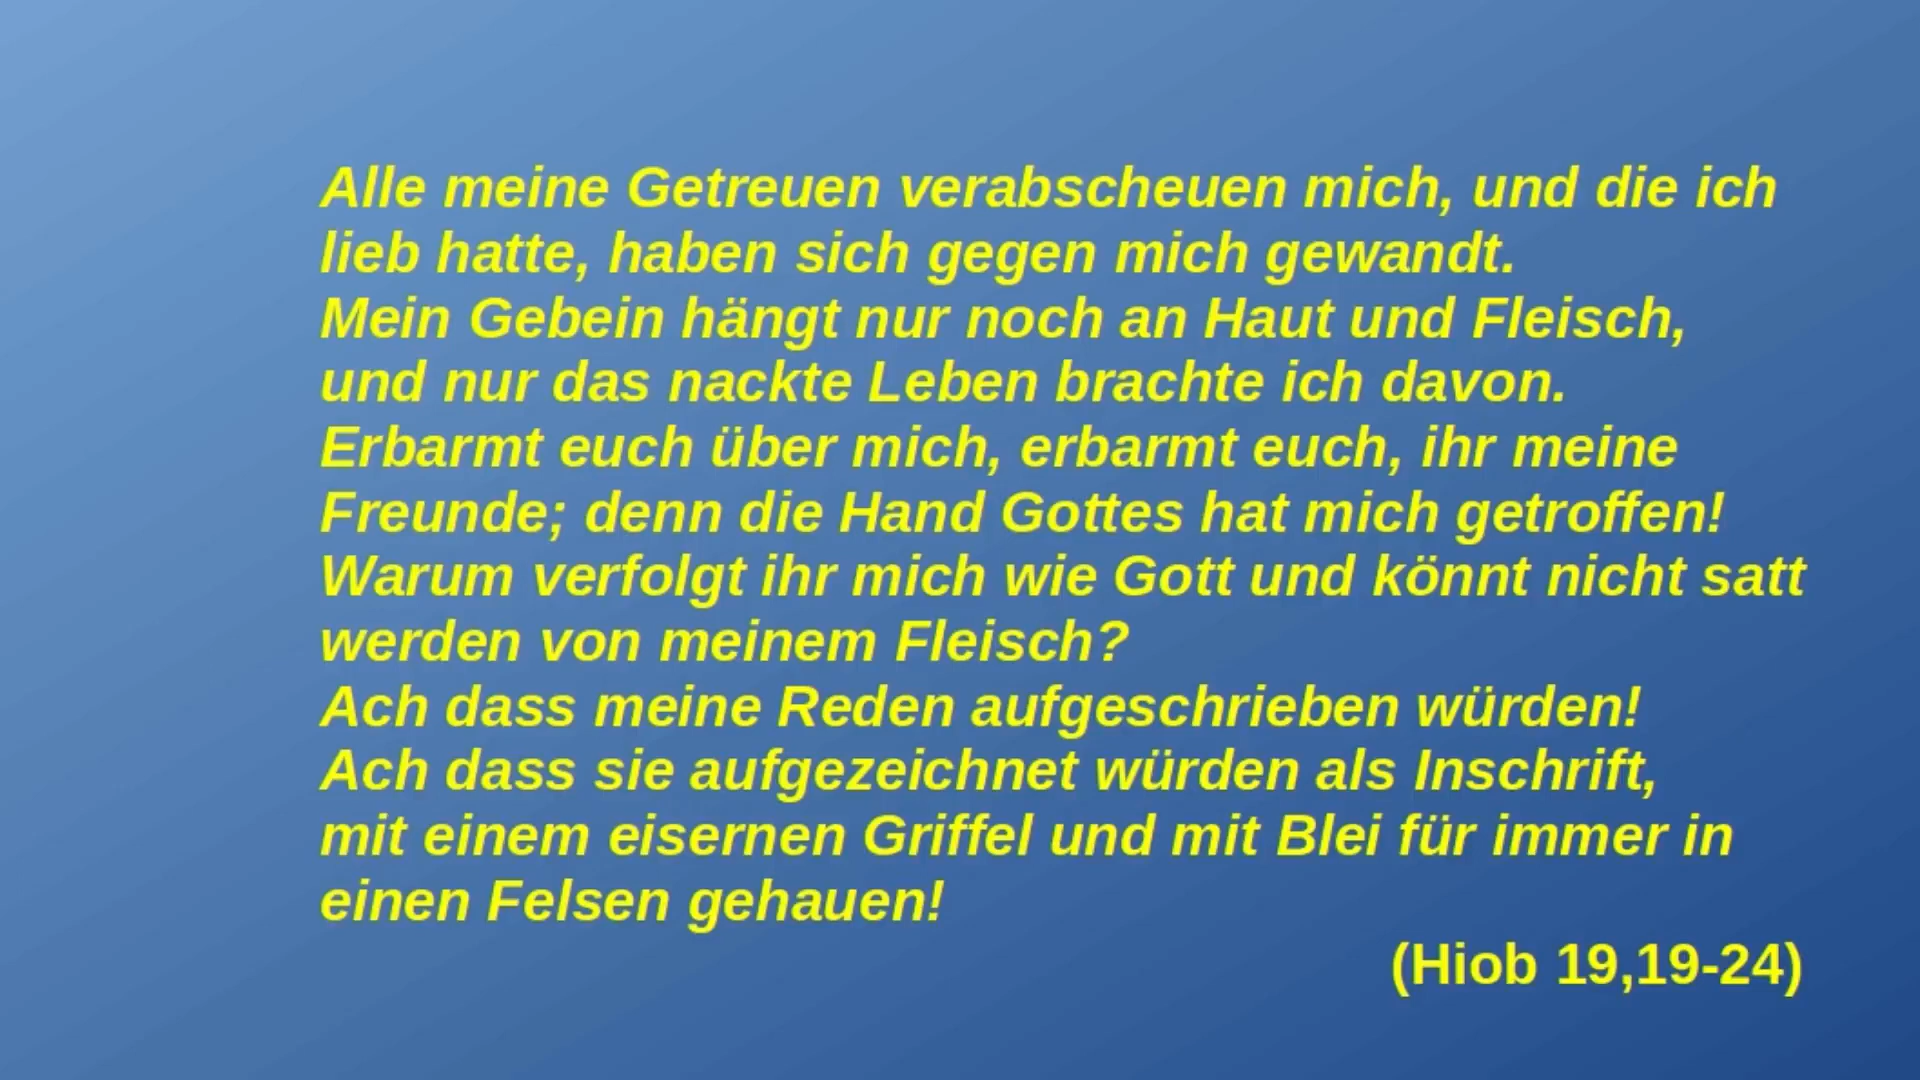 Alle meine Getreuen verabscheuen mich, und die ich
lieb hatte, haben sich gegen mich gewandt.
Mein Gebein hängt nur noch an Haut und Fleisch,
und nur das nackte Leben brachte ich davon.
Erbarmt euch über mich, erbarmt euch, ihr meine
Freunde; denn die Hand Gottes hat mich getroffen!
Warum verfolgt ihr mich wie Gott und könnt nicht satt
werden von meinem Fleisch?
Ach dass meine Reden aufgeschrieben würden!
Ach dass sie aufgezeichnet würden als Inschrift,
mit einem eisernen Griffel und mit Blei für immer in
einen Felsen gehauen!
(Hiob 19,19-24)